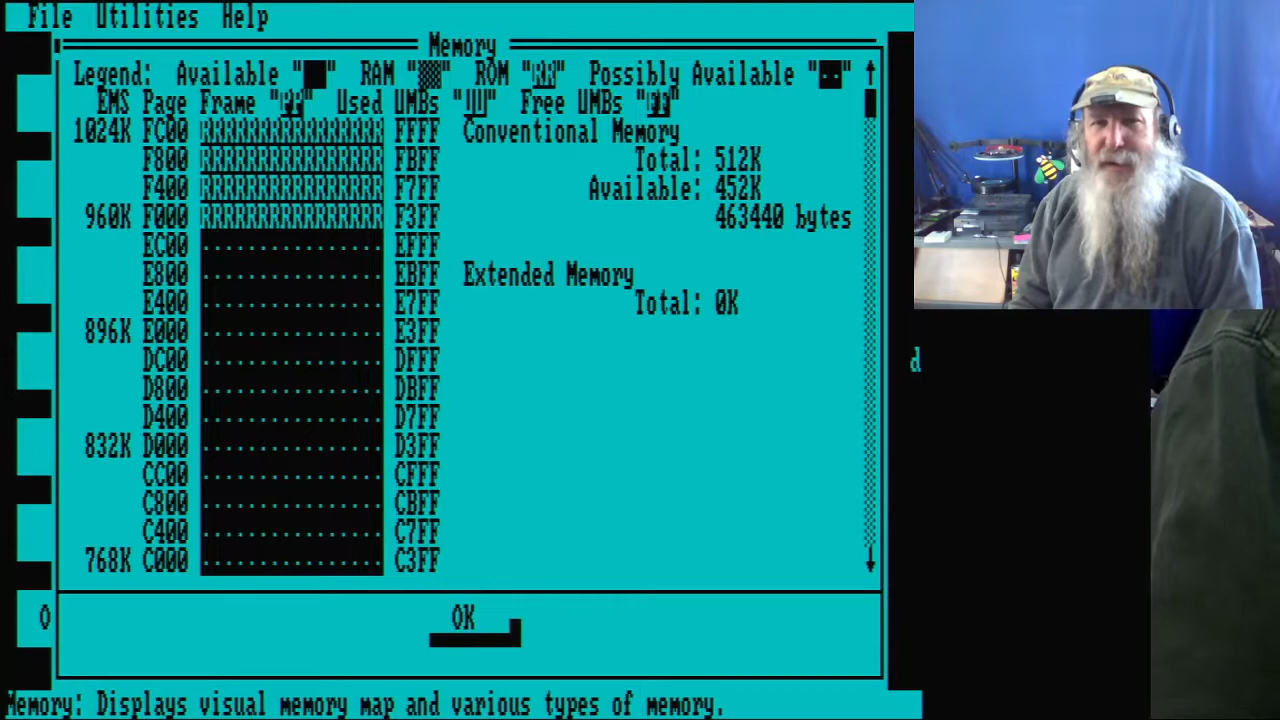 File Utilities Help
Memory
Legend: Available " " RAM " " ROM " " Possibly Available ".."
EMS Page Frame " " Used UMBs " " Free UMBs " "
1024K FC00 RRRRRRRRRRRRRRRR FFFF Conventional Memory
F800 RRRRRRRRRRRRRRRR FBFF Total: 512K
F400 RRRRRRRRRRRRRRRR F7FF Available: 452K
960K F000 RRRRRRRRRRRRRRRR F3FF 463440 bytes
EC00 ................ EFFF
E800 ................ EBFF Extended Memory
E400 ................ E7FF Total: 0K
896K E000 ................ E3FF
DC00 ................ DFFF
D800 ................ DBFF
D400 ................ D7FF
832K D000 ................ D3FF
CC00 ................ CFFF
C800 ................ CBFF
C400 ................ C7FF
768K C000 ................ C3FF
d
O
OK
Memory: Displays visual memory map and various types of memory.